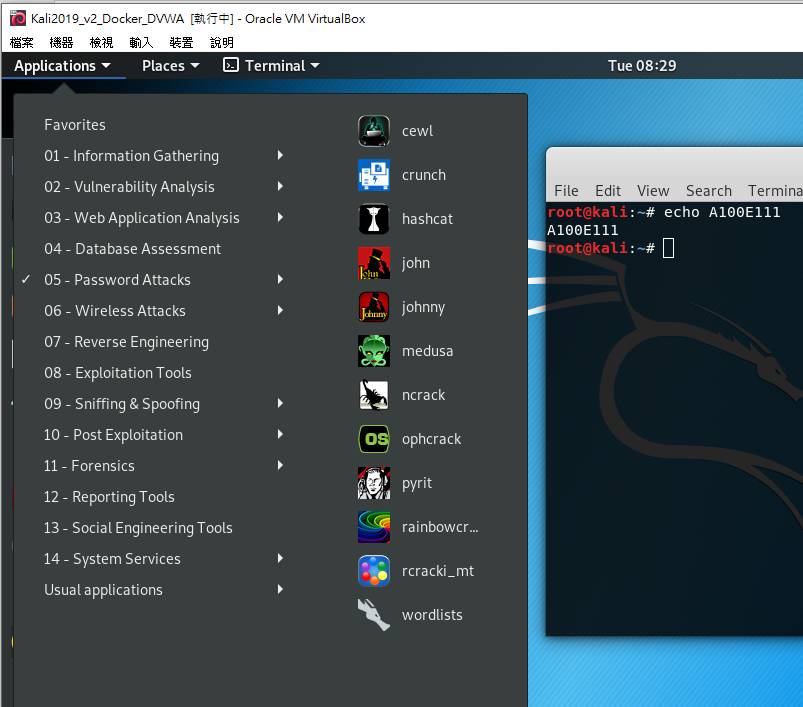 Kali2019_v2_Docker_DVWA [執行中] - Oracle VM VirtualBox
檔案 機器 檢視 輸入 裝置 說明
Applications Places Terminal Tue 08:29
Favorites
01 - Information Gathering
02 - Vulnerability Analysis
03 - Web Application Analysis
04 - Database Assessment
05 - Password Attacks
06 - Wireless Attacks
07 - Reverse Engineering
08 - Exploitation Tools
09 - Sniffing & Spoofing
10 - Post Exploitation
11 - Forensics
12 - Reporting Tools
13 - Social Engineering Tools
14 - System Services
Usual applications
cewl
crunch
hashcat
john
johnny
medusa
ncrack
ophcrack
pyrit
rainbowcr...
rcracki_mt
wordlists
John
Johnny
OS
File Edit View Search Termina
root@kali:~# echo A100E111
A100E111
root@kali:~#